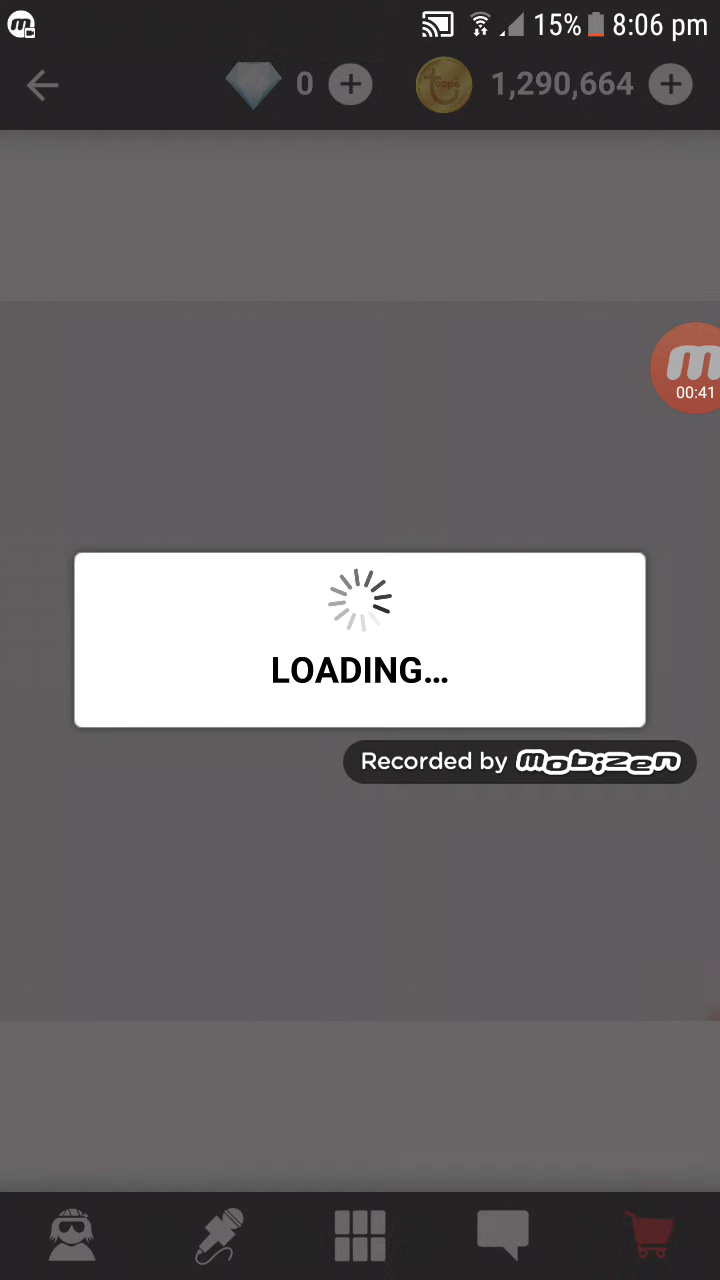 15% 8:06 pm
0 1,290,664
m
00:41
LOADING...
Recorded by mobizen